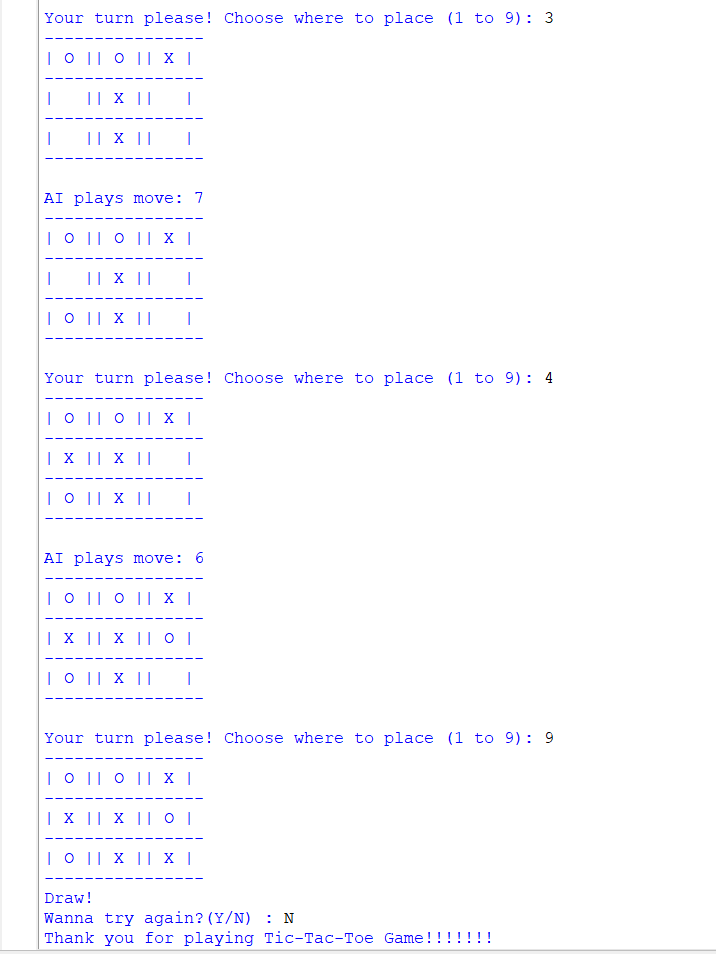 Your turn please! Choose where to place (1 to 9): 3
----------------
| O || O || X |
----------------
|   || X ||   |
----------------
|   || X ||   |
----------------
AI plays move: 7
----------------
| O || O || X |
----------------
|   || X ||   |
----------------
| O || X ||   |
----------------
Your turn please! Choose where to place (1 to 9): 4
----------------
| O || O || X |
----------------
| X || X ||   |
----------------
| O || X ||   |
----------------
AI plays move: 6
----------------
| O || O || X |
----------------
| X || X || O |
----------------
| O || X ||   |
----------------
Your turn please! Choose where to place (1 to 9): 9
----------------
| O || O || X |
----------------
| X || X || O |
----------------
| O || X || X |
----------------
Draw!
Wanna try again?(Y/N) : N
Thank you for playing Tic-Tac-Toe Game!!!!!!!